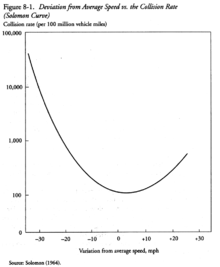 Figure 8-1. Deviation from Average Speed vs. the Collision Rate
(Solomon Curve)
Collision rate (per 100 million vehicle miles)
100,000
10,000
1,000
100
0
-30 -20 -10 0 +10 +20 +30
Variation from average speed, mph
Source: Solomon (1964).